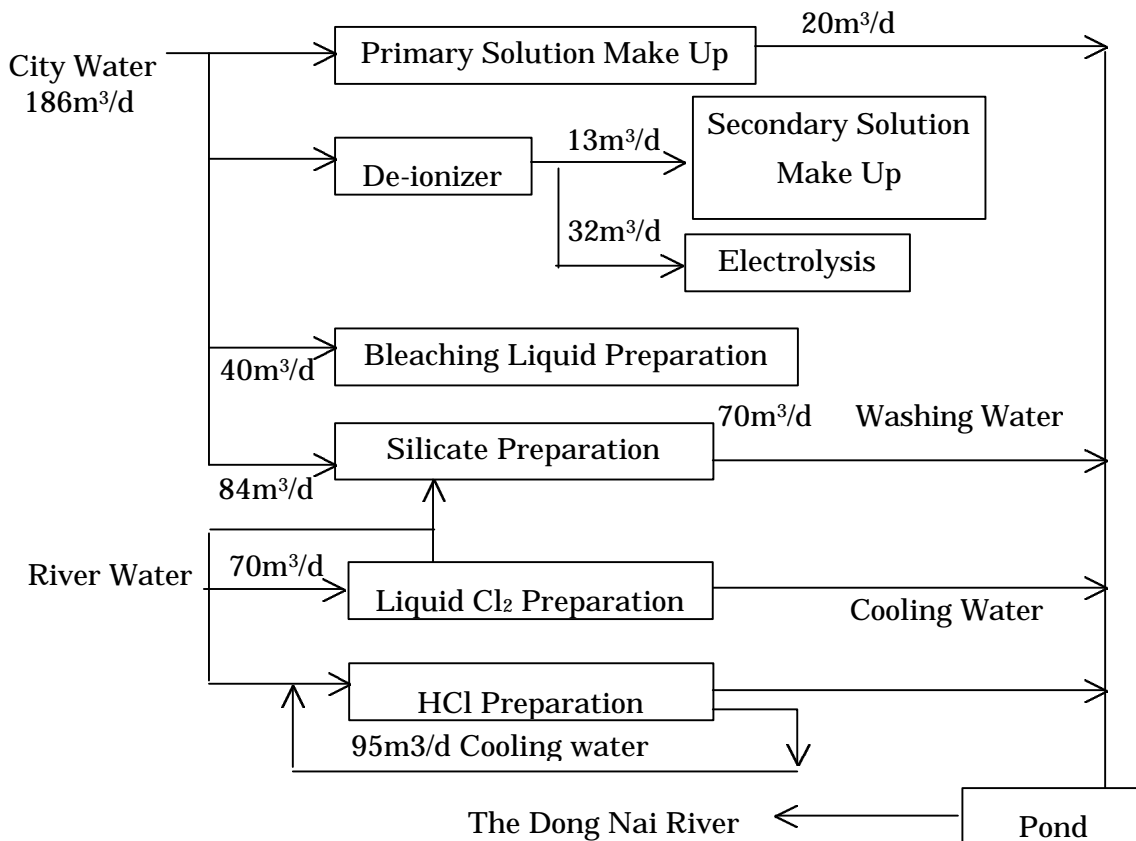 20m³/d
Primary Solution Make Up
City Water
186m³/d
Secondary Solution
Make Up
13m³/d
De-ionizer
32m³/d
Electrolysis
Bleaching Liquid Preparation
40m³/d
70m³/d Washing Water
Silicate Preparation
84m³/d
River Water
70m³/d
Liquid Cl₂ Preparation
Cooling Water
HCl Preparation
95m3/d Cooling water
The Dong Nai River
Pond